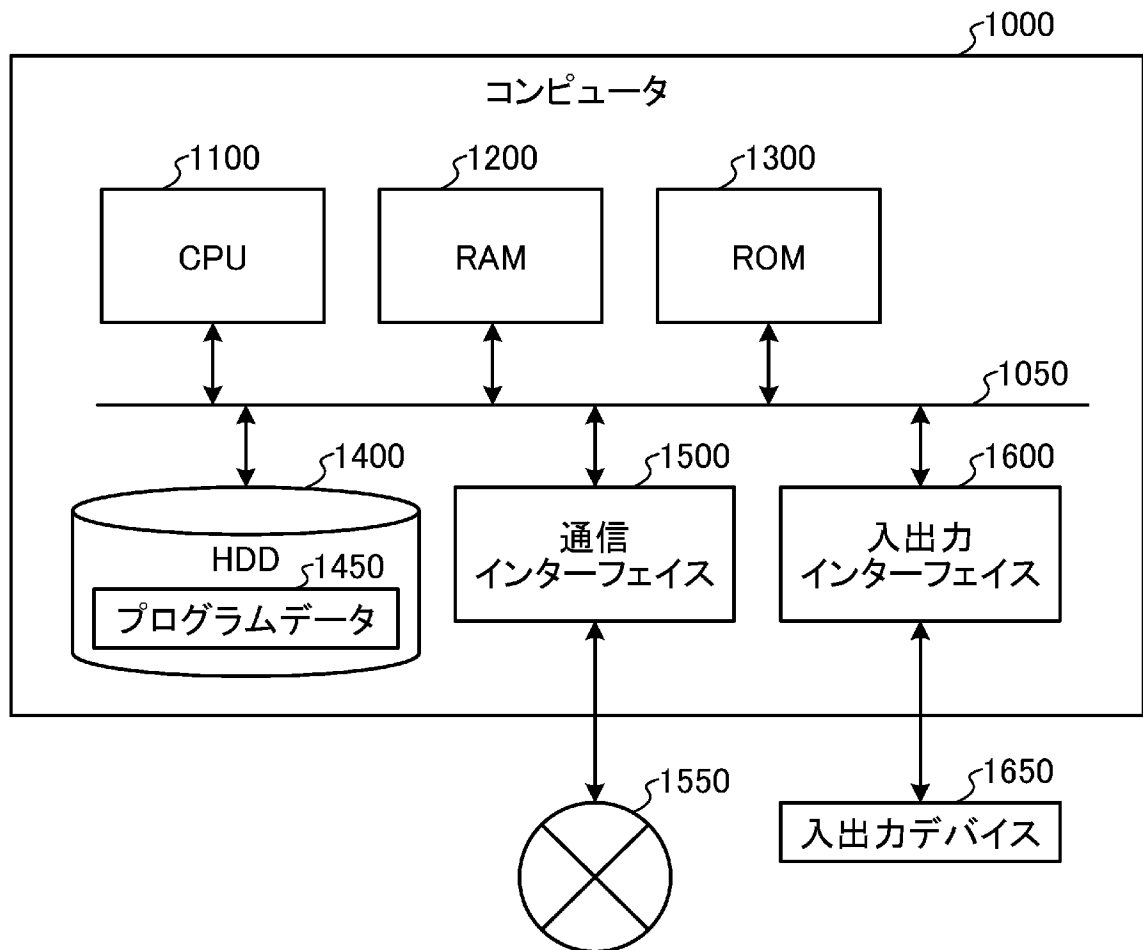 1000
コンピュータ
1100
1200
1300
CPU
RAM
ROM
1050
1400
1500
1600
HDD
1450
プログラムデータ
通信
インターフェイス
入出力
インターフェイス
1550
1650
入出力デバイス